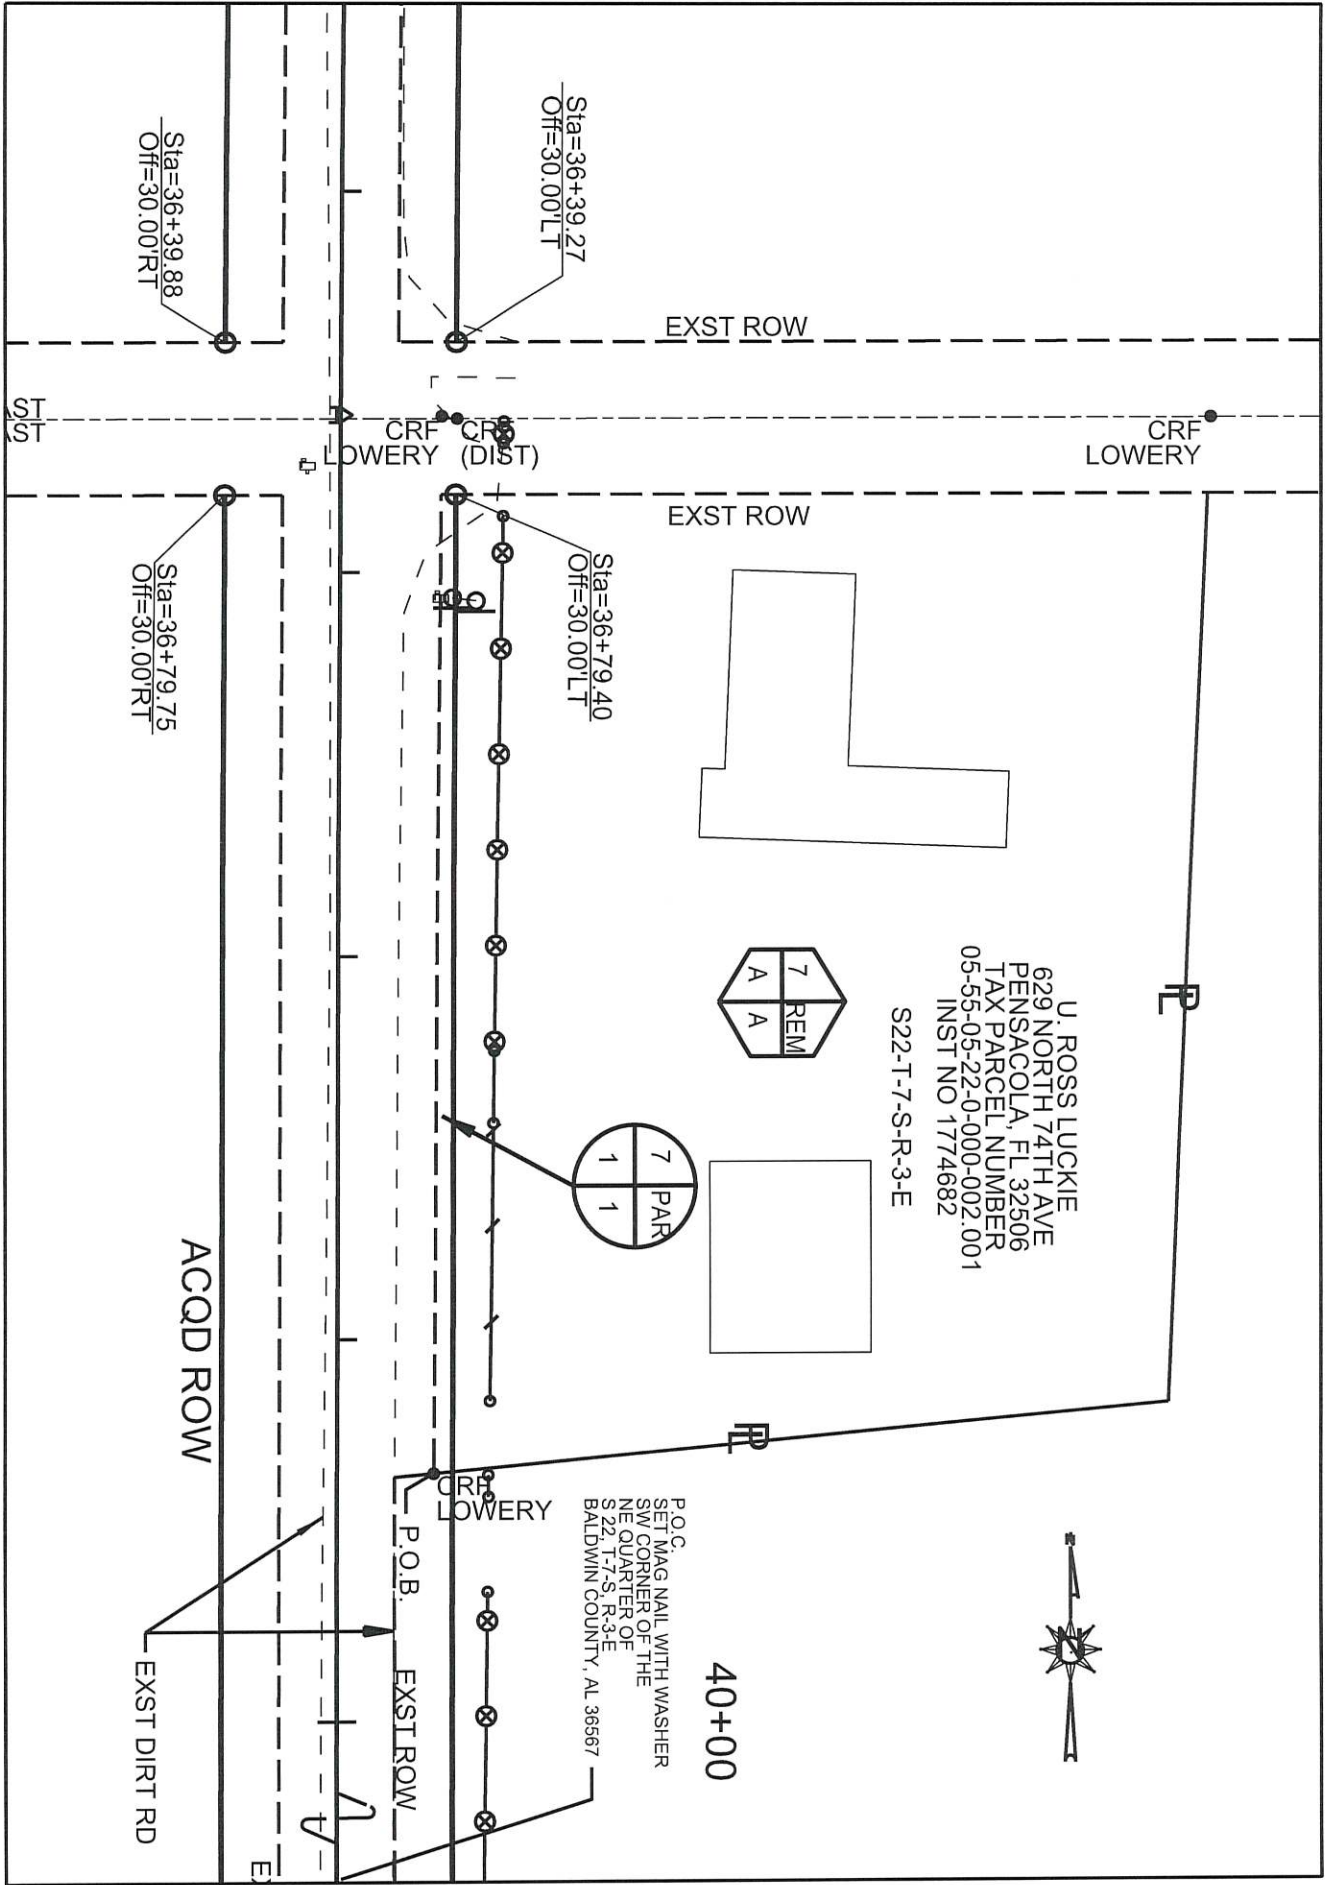 Sta=36+39.27
Off=30.00'LT
Sta=36+39.88
Off=30.00'RT
EXST ROW
AST
AST
CRF
LOWERY
CRF
(DIST)
CRF
LOWERY
EXST ROW
Sta=36+79.40
Off=30.00'LT
Sta=36+79.75
Off=30.00'RT
U. ROSS LUCKIE
629 NORTH 74TH AVE
PENSACOLA, FL 32506
TAX PARCEL NUMBER
05-55-05-22-0-000-002.001
INST NO 1774682
S22-T-7-S-R-3-E
PL
7 REM
A A
7 PAR
1 1
ACQD ROW
PL
CRF
LOWERY
P.O.B.
P.O.C.
SET MAG NAIL WITH WASHER
SW CORNER OF THE
NE QUARTER OF
S 22, T-7-S, R-3-E
BALDWIN COUNTY, AL 36567
40+00
EXST ROW
EXST DIRT RD